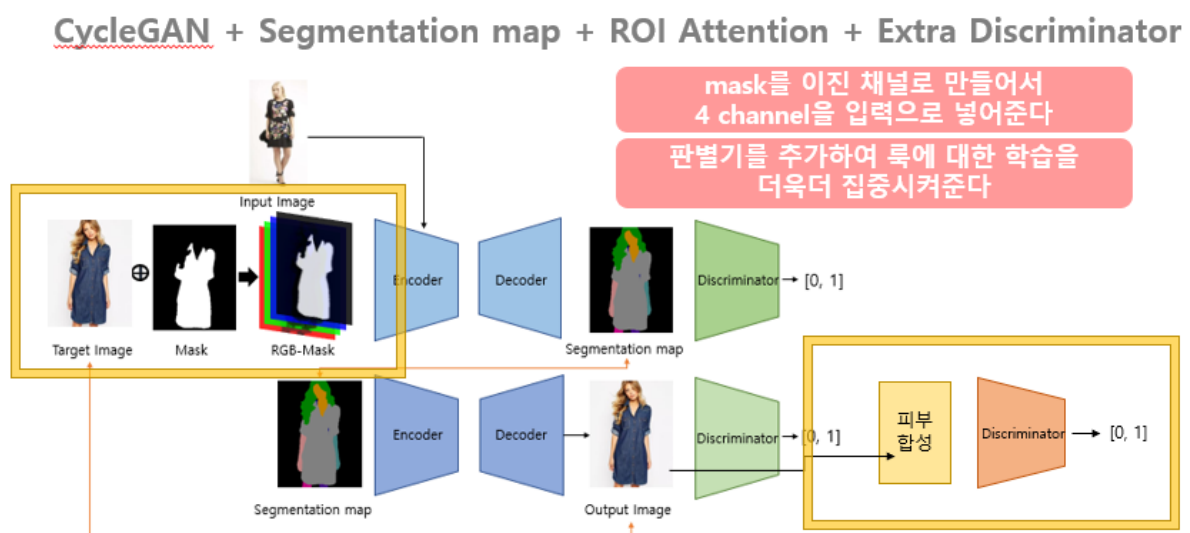 CycleGAN + Segmentation map + ROI Attention + Extra Discriminator
mask를 이진 채널로 만들어서
4 channel을 입력으로 넣어준다
판별기를 추가하여 룩에 대한 학습을
더욱더 집중시켜준다
Input Image
Encoder
Decoder
Discriminator
[0, 1]
Target Image
Mask
RGB-Mask
Segmentation map
Encoder
Decoder
Discriminator
[0, 1]
피부
합성
Discriminator
[0, 1]
Segmentation map
Output Image